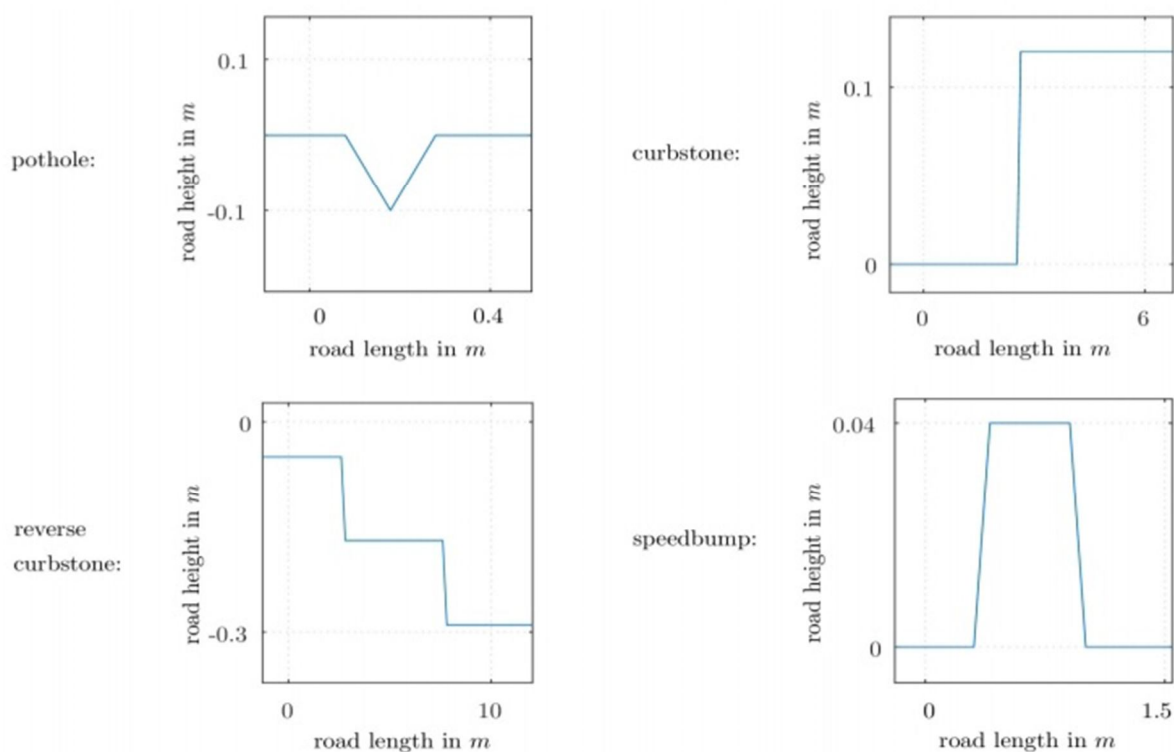 pothole:
road height in m
0.1
-0.1
0
0.4
road length in m
curbstone:
road height in m
0.1
0
0
6
road length in m
reverse
curbstone:
road height in m
0
-0.3
0
10
road length in m
speedbump:
road height in m
0.04
0
0
1.5
road length in m